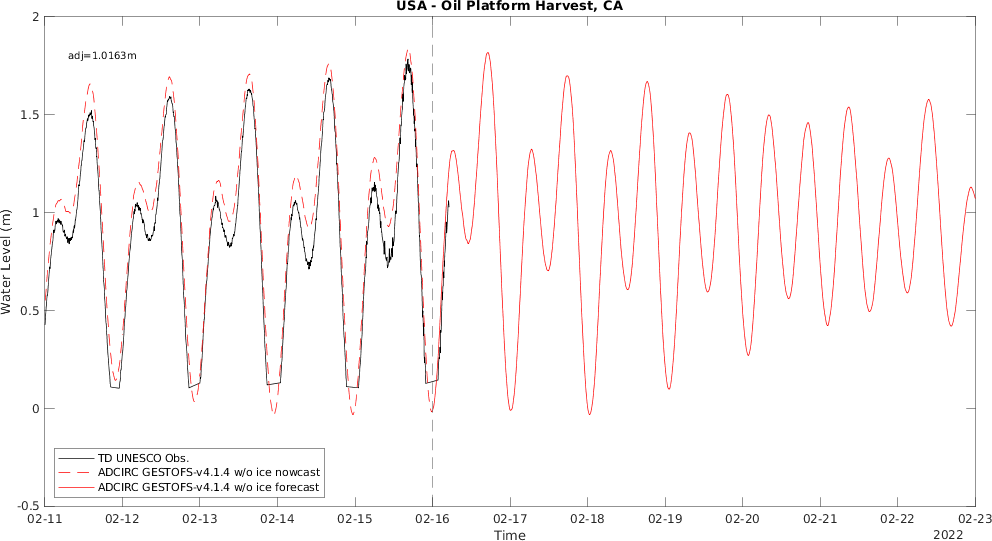 USA - Oil Platform Harvest, CA
adj=1.0163m
Water Level (m)
2
1.5
1
0.5
0
-0.5
TD UNESCO Obs.
ADCIRC GESTOFS-v4.1.4 w/o ice nowcast
ADCIRC GESTOFS-v4.1.4 w/o ice forecast
02-11 02-12 02-13 02-14 02-15 02-16 02-17 02-18 02-19 02-20 02-21 02-22 02-23
Time
2022